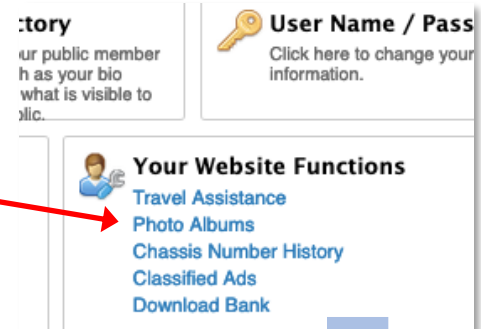 ctory
ur public member
h as your bio
what is visible to
blic.
User Name / Pass
Click here to change your
information.
Your Website Functions
Travel Assistance
Photo Albums
Chassis Number History
Classified Ads
Download Bank